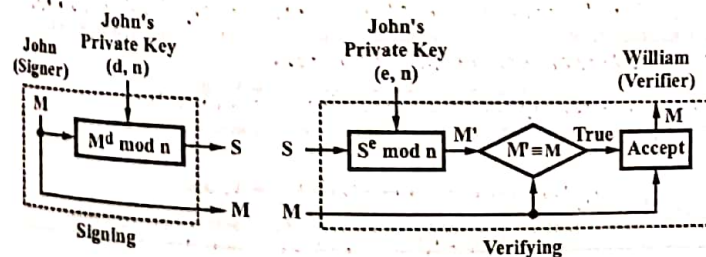 John's
Private Key
(d, n)
John
(Signer)
M
M^d mod n
S
M
Signing
John's
Private Key
(e, n)
William
(Verifier)
M
S
S^e mod n
M'
M' ≡ M
True
Accept
M
Verifying